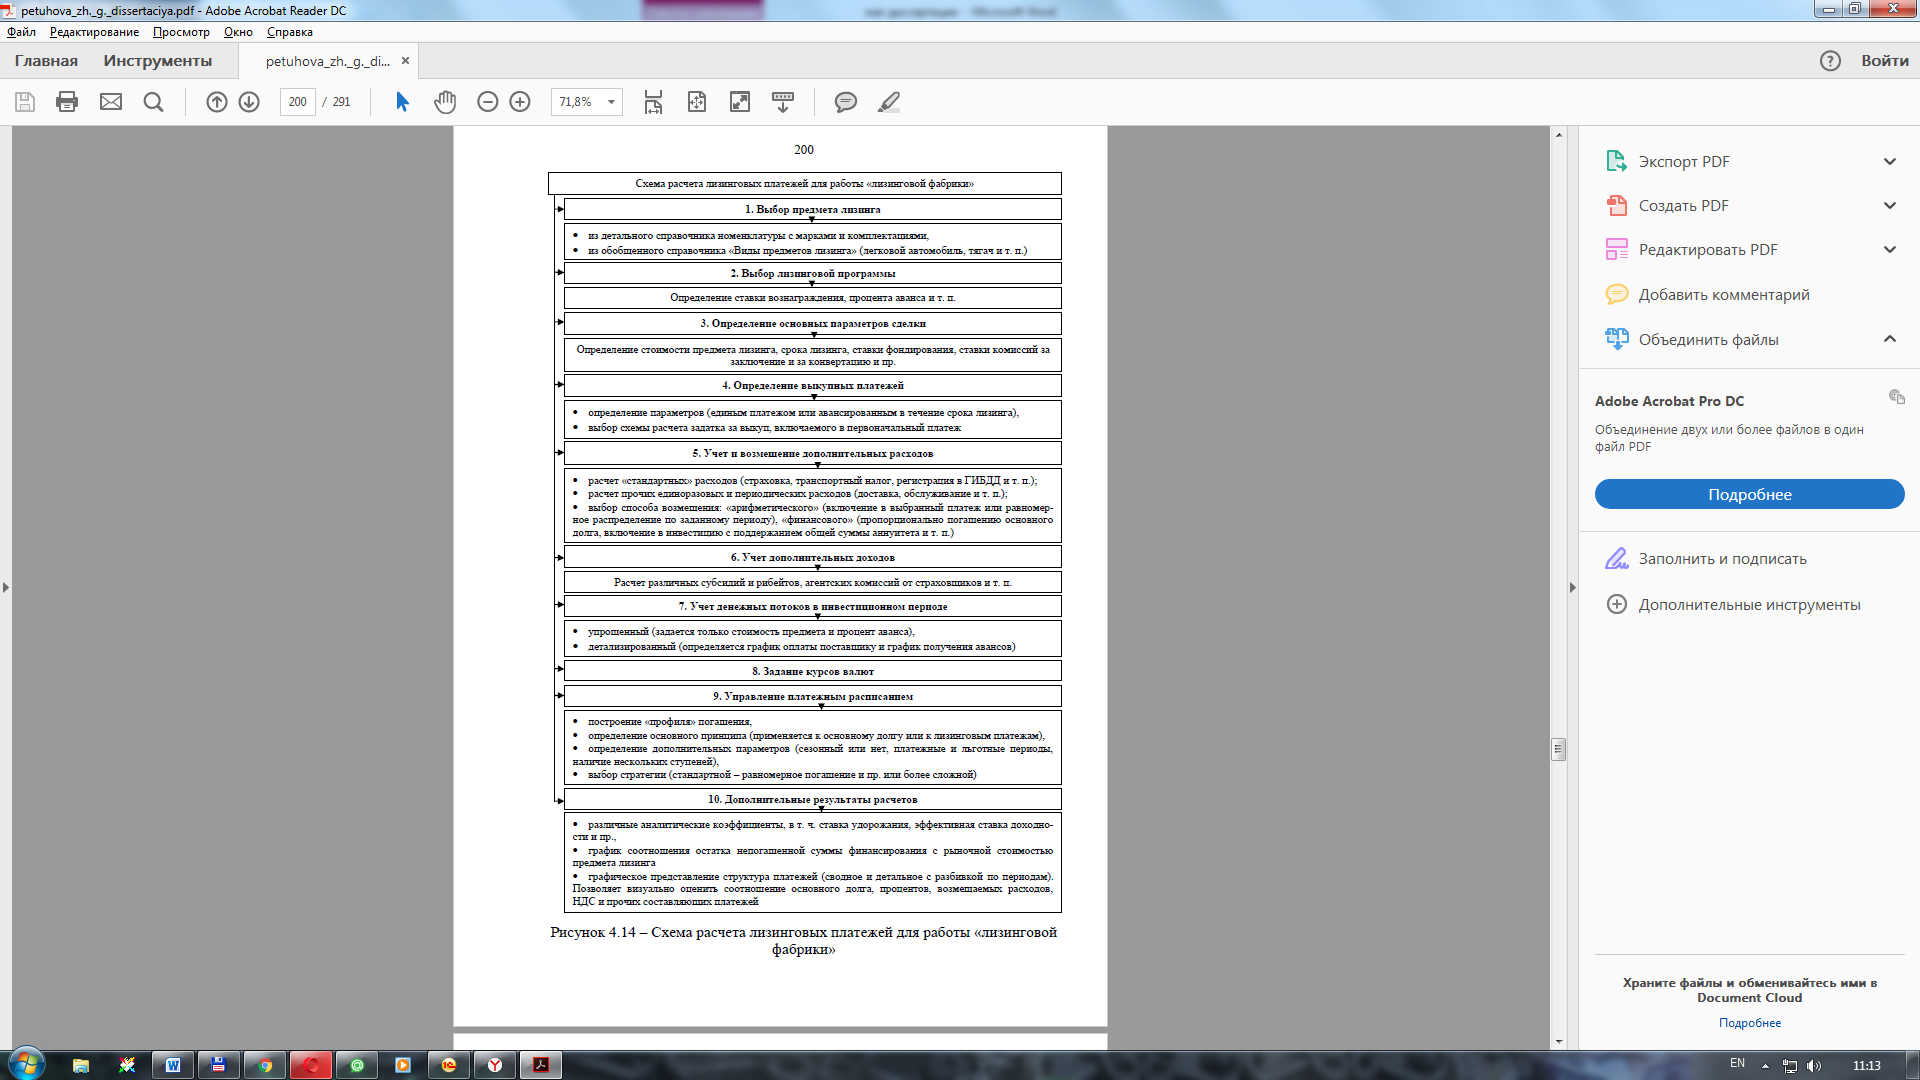 petuhova_zh._g._dissertaciya.pdf - Adobe Acrobat Reader DC
Файл Редактирование Просмотр Окно Справка
Главная Инструменты petuhova_zh._g._di... × Войти
200 / 291 71,8%
200
Схема расчета лизинговых платежей для работы «лизинговой фабрики»
1. Выбор предмета лизинга
• из детального справочника номенклатуры с марками и комплектациями,
• из обобщенного справочника «Виды предметов лизинга» (легковой автомобиль, тягач и т. п.)
2. Выбор лизинговой программы
Определение ставки вознаграждения, процента аванса и т. п.
3. Определение основных параметров сделки
Определение стоимости предмета лизинга, срока лизинга, ставки фондирования, ставки комиссий за
заключение и за конвертацию и пр.
4. Определение выкупных платежей
• определение параметров (единым платежом или авансированным в течение срока лизинга),
• выбор схемы расчета задатка за выкуп, включаемого в первоначальный платеж
5. Учет и возмещение дополнительных расходов
• расчет «стандартных» расходов (страховка, транспортный налог, регистрация в ГИБДД и т. п.);
• расчет прочих единоразовых и периодических расходов (доставка, обслуживание и т. п.);
• выбор способа возмещения: «арифметического» (включение в выбранный платеж или равномер-
ное распределение по заданному периоду), «финансового» (пропорционально погашению основного
долга, включение в инвестицию с поддержанием общей суммы аннуитета и т. п.)
6. Учет дополнительных доходов
Расчет различных субсидий и рибейтов, агентских комиссий от страховщиков и т. п.
7. Учет денежных потоков в инвестиционном периоде
• упрощенный (задается только стоимость предмета и процент аванса),
• детализированный (определяется график оплаты поставщику и график получения авансов)
8. Задание курсов валют
9. Управление платежным расписанием
• построение «профиля» погашения,
• определение основного принципа (применяется к основному долгу или к лизинговым платежам),
• определение дополнительных параметров (сезонный или нет, платежные и льготные периоды,
наличие нескольких ступеней),
• выбор стратегии (стандартной – равномерное погашение и пр. или более сложной)
10. Дополнительные результаты расчетов
• различные аналитические коэффициенты, в т. ч. ставка удорожания, эффективная ставка доходно-
сти и пр.,
• график соотношения остатка непогашенной суммы финансирования с рыночной стоимостью
предмета лизинга
• графическое представление структура платежей (сводное и детальное с разбивкой по периодам).
Позволяет визуально оценить соотношение основного долга, процентов, возмещаемых расходов,
НДС и прочих составляющих платежей
Рисунок 4.14 – Схема расчета лизинговых платежей для работы «лизинговой
фабрики»
Экспорт PDF
Создать PDF
Редактировать PDF
Добавить комментарий
Объединить файлы
Adobe Acrobat Pro DC
Объединение двух или более файлов в один
файл PDF
Подробнее
Заполнить и подписать
Дополнительные инструменты
Храните файлы и обменивайтесь ими в
Document Cloud
Подробнее
EN 11:13